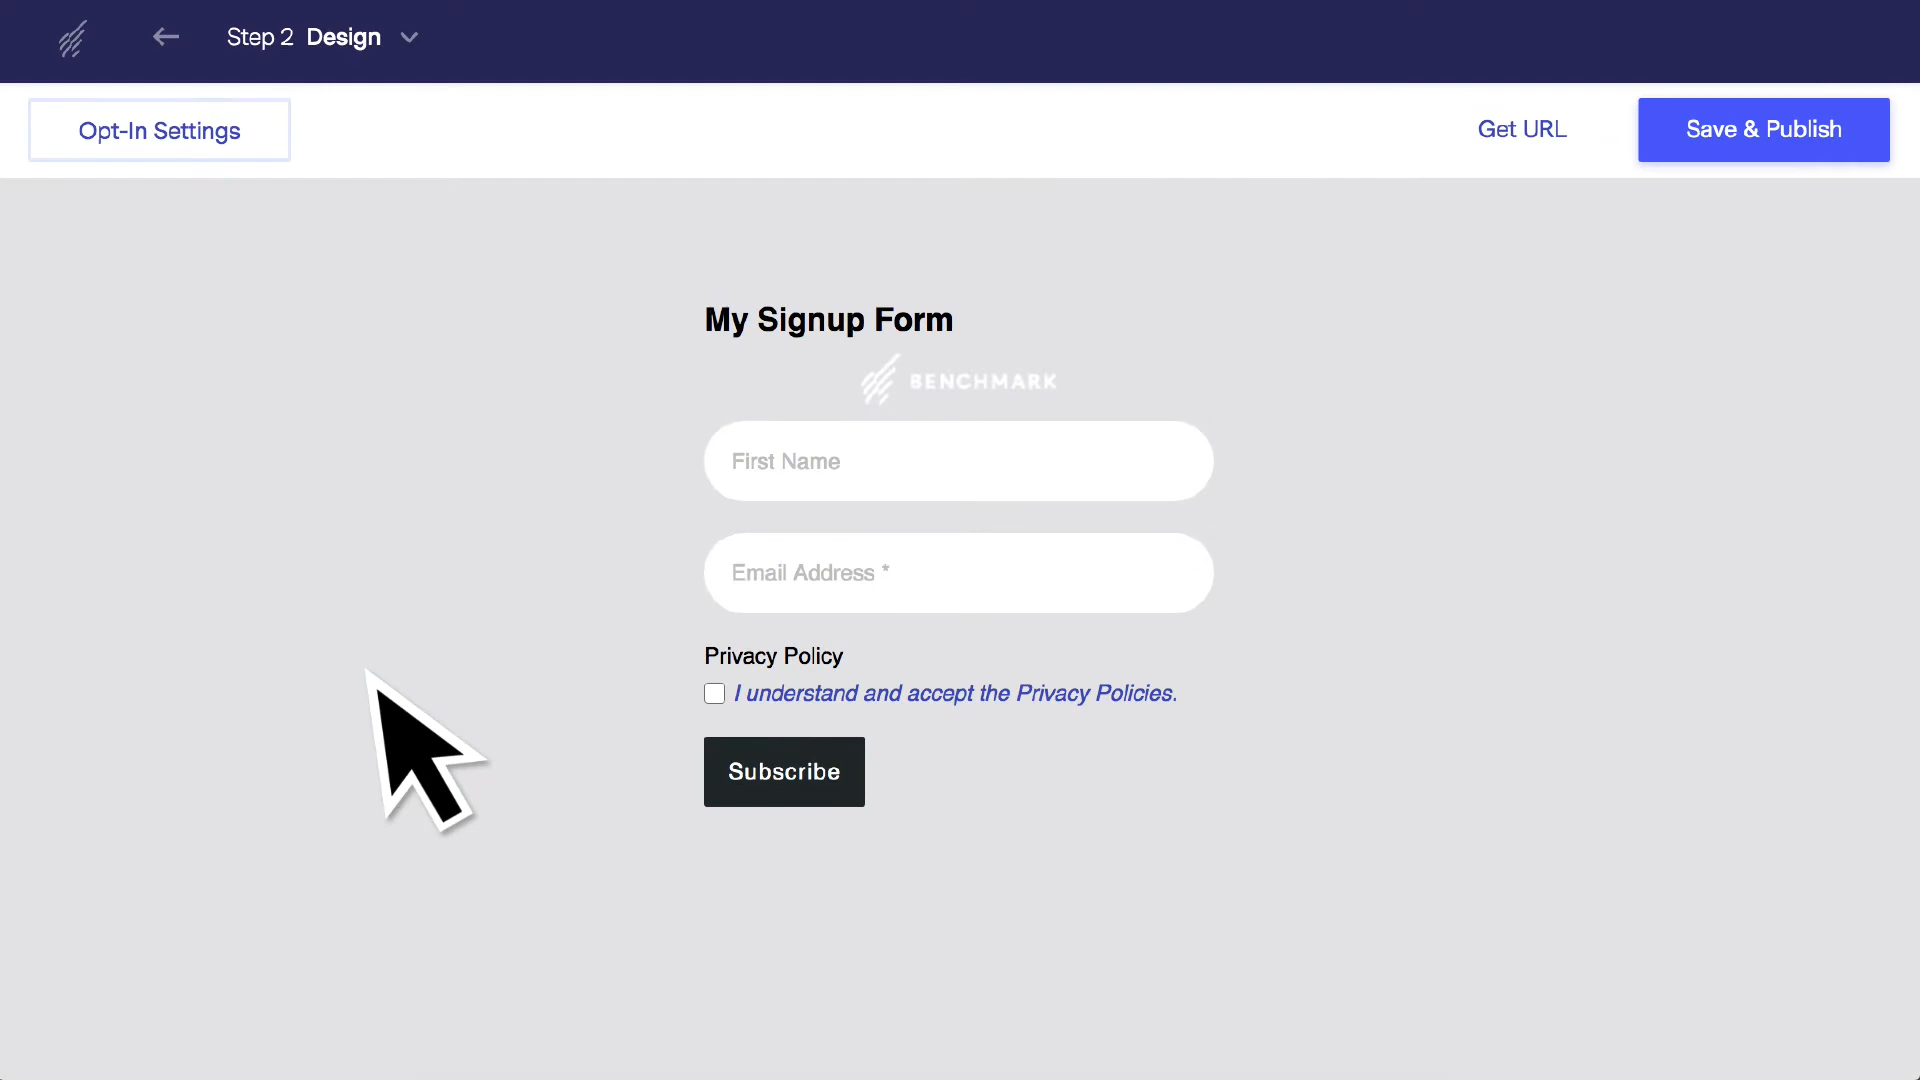 Step 2 Design
Opt-In Settings
Get URL
Save & Publish
My Signup Form
BENCHMARK
First Name
Email Address *
Privacy Policy
I understand and accept the Privacy Policies.
Subscribe